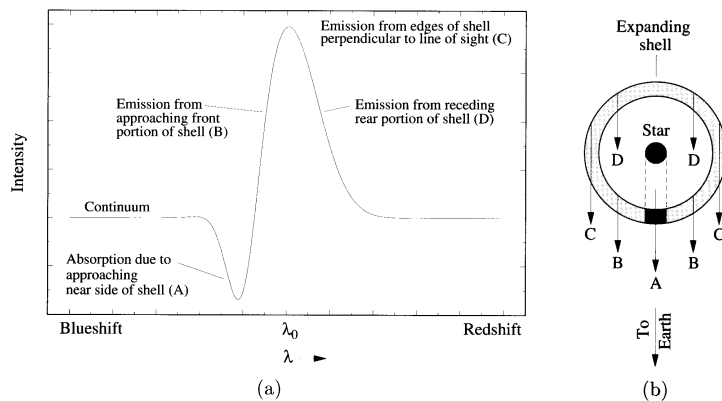 Emission from edges of shell
perpendicular to line of sight (C)
Emission from
approaching front
portion of shell (B)
Emission from receding
rear portion of shell (D)
Intensity
Continuum
Absorption due to
approaching
near side of shell (A)
Blueshift
λ₀
Redshift
λ
(a)
Expanding
shell
Star
D
D
C
C
B
B
A
To
Earth
(b)